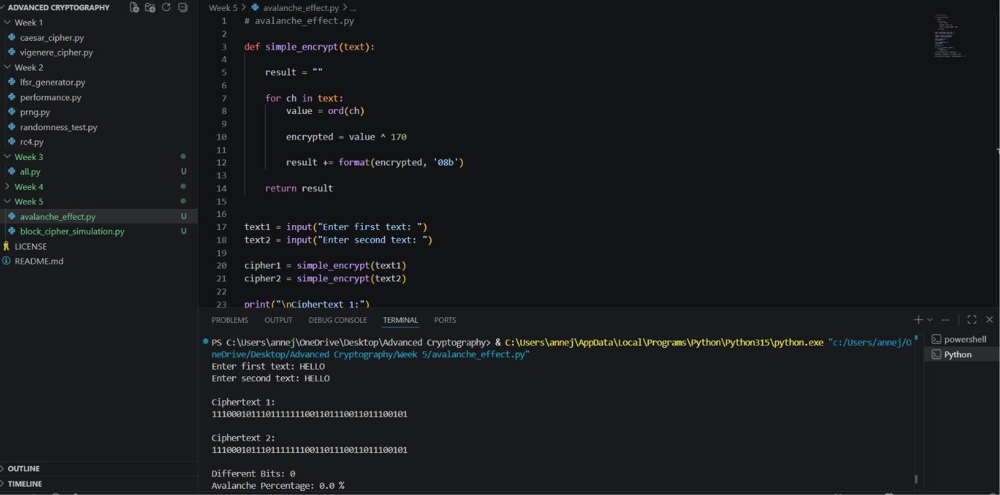 ADVANCED CRYPTOGRAPHY
Week 1
caesar_cipher.py
vigenere_cipher.py
Week 2
lfsr_generator.py
performance.py
prng.py
randomness_test.py
rc4.py
Week 3
all.py U
Week 4
Week 5
avalanche_effect.py U
block_cipher_simulation.py U
LICENSE
README.md
OUTLINE
TIMELINE
Week 5 > avalanche_effect.py > ...
1 # avalanche_effect.py
2
3 def simple_encrypt(text):
4
5 result = ""
6
7 for ch in text:
8 value = ord(ch)
9
10 encrypted = value ^ 170
11
12 result += format(encrypted, '08b')
13
14 return result
15
16
17 text1 = input("Enter first text: ")
18 text2 = input("Enter second text: ")
19
20 cipher1 = simple_encrypt(text1)
21 cipher2 = simple_encrypt(text2)
22
23 print("\nCiphertext 1:")
PROBLEMS OUTPUT DEBUG CONSOLE TERMINAL PORTS
PS C:\Users\annej\OneDrive\Desktop\Advanced Cryptography> & C:\Users\annej\AppData\Local\Programs\Python\Python315\python.exe "c:/Users/annej/O
neDrive/Desktop/Advanced Cryptography/Week 5/avalanche_effect.py"
Enter first text: HELLO
Enter second text: HELLO

Ciphertext 1:
1110001011101111111001101110011011100101

Ciphertext 2:
1110001011101111111001101110011011100101

Different Bits: 0
Avalanche Percentage: 0.0 %
powershell
Python